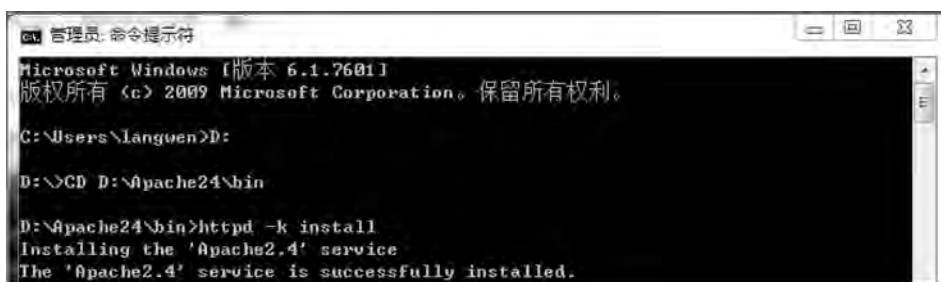 管理员: 命令提示符
Microsoft Windows [版本 6.1.7601]
版权所有 (c) 2009 Microsoft Corporation。保留所有权利。
C:\Users\langwen>D:
D:\>CD D:\Apache24\bin
D:\Apache24\bin>httpd -k install
Installing the 'Apache2.4' service
The 'Apache2.4' service is successfully installed.